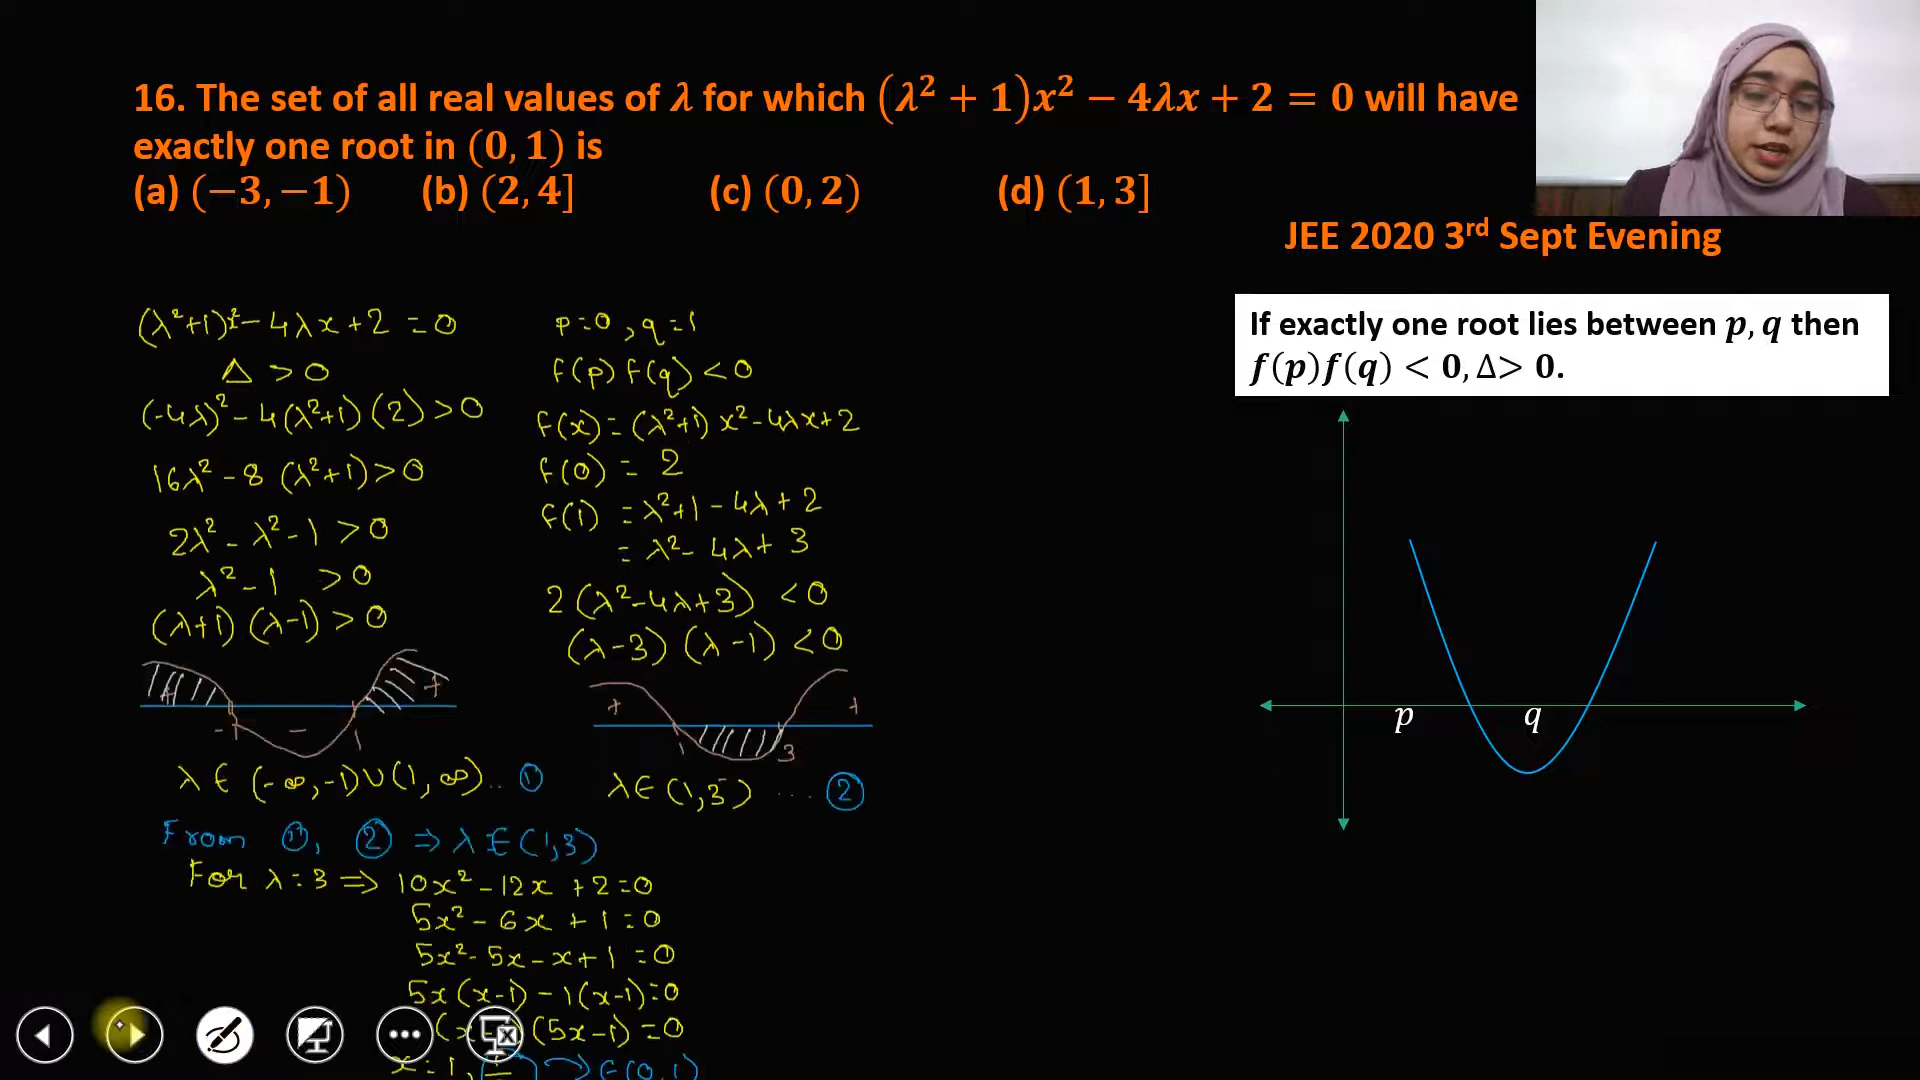 16. The set of all real values of λ for which (λ² + 1)x² − 4λx + 2 = 0 will have
exactly one root in (0, 1) is
(a) (−3, −1) (b) (2, 4] (c) (0, 2) (d) (1, 3]
JEE 2020 3rd Sept Evening
If exactly one root lies between p, q then
f(p)f(q) < 0, Δ> 0.
(λ²+1)x² - 4λx + 2 = 0
Δ > 0
(-4λ)² - 4(λ²+1)(2) > 0
16λ² - 8 (λ²+1) > 0
2λ² - λ² - 1 > 0
λ² - 1 > 0
(λ+1) (λ-1) > 0
+ +
-1 - 1
λ ∈ (-∞, -1) ∪ (1, ∞) .. ①
p=0, q=1
f(p) f(q) < 0
f(x) = (λ²+1) x² - 4λx + 2
f(0) = 2
f(1) = λ²+1 - 4λ + 2
= λ² - 4λ + 3
2 (λ² - 4λ + 3) < 0
(λ-3) (λ-1) < 0
+ +
1 3
λ ∈ (1, 3) .... ②
From ①, ② ⇒ λ ∈ (1, 3)
For λ = 3 ⇒ 10x² - 12x + 2 = 0
5x² - 6x + 1 = 0
5x² - 5x - x + 1 = 0
5x (x-1) - 1(x-1) = 0
(5x-1) = 0
x = 1,
∈ (0, 1)
p q